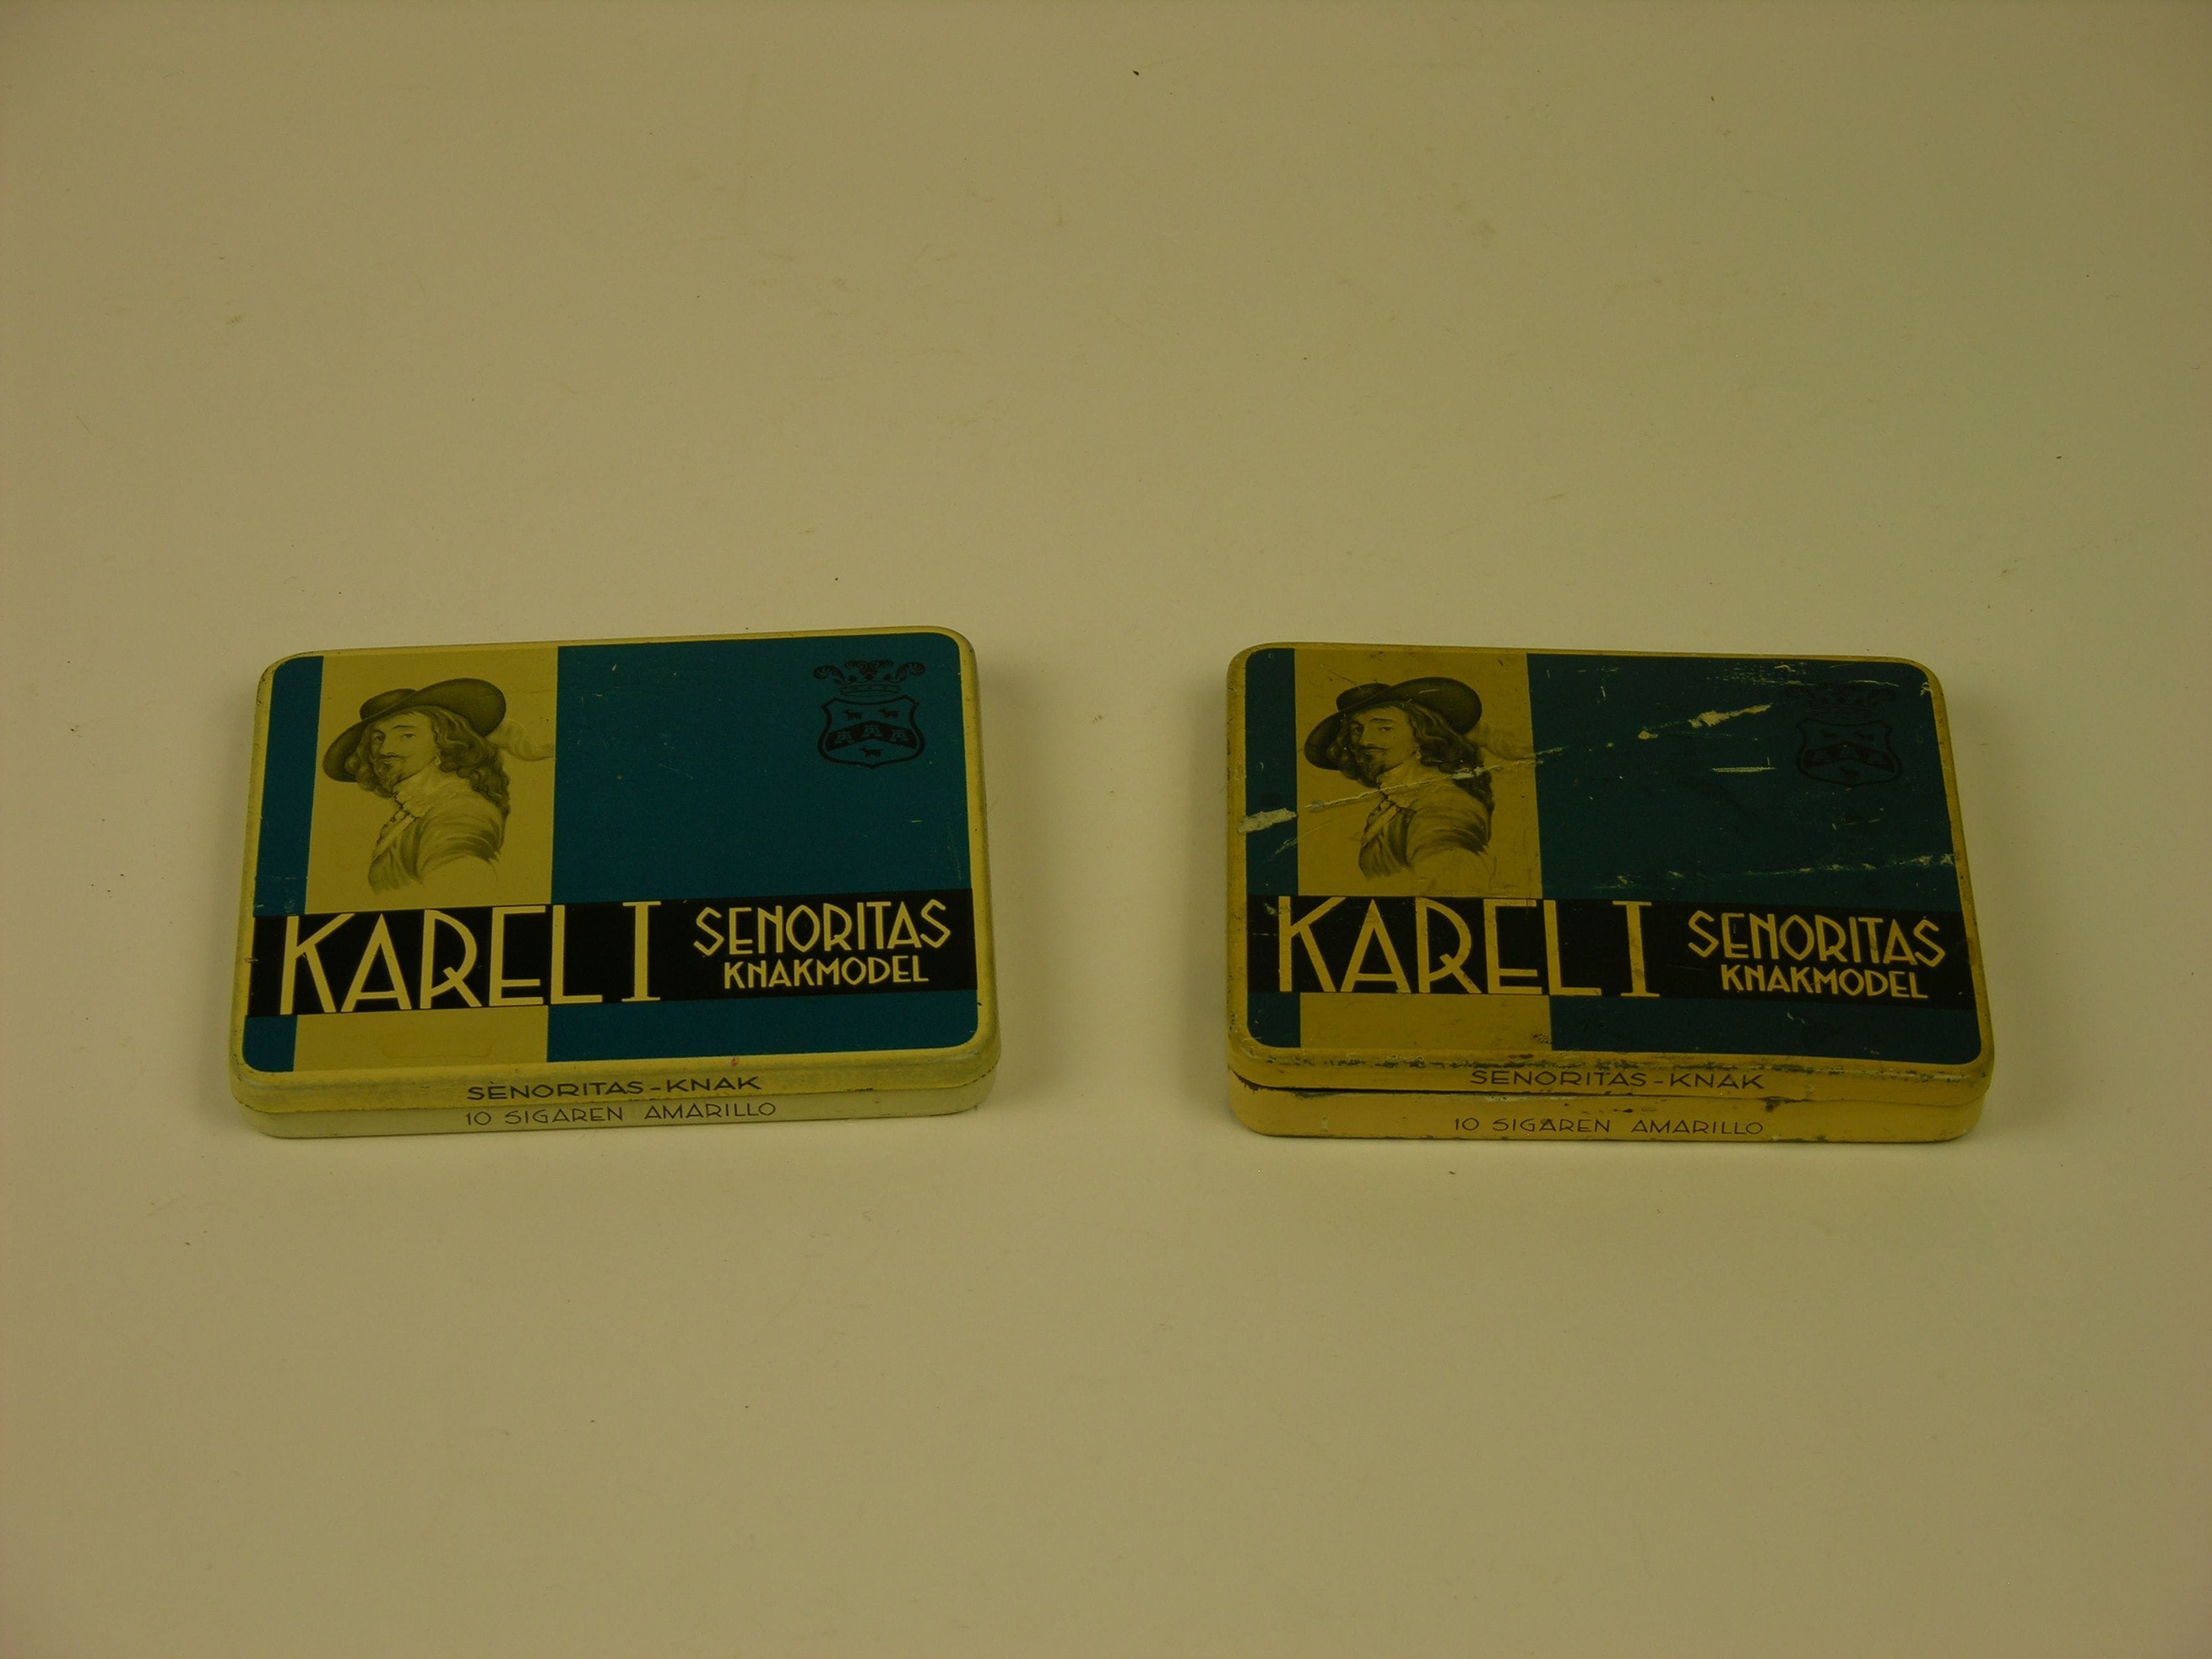 KAREL I
SENORITAS
KNAKMODEL
SENORITAS-KNAK
10 SIGAREN AMARILLO
KAREL I
SENORITAS
KNAKMODEL
SENORITAS-KNAK
10 SIGAREN AMARILLO